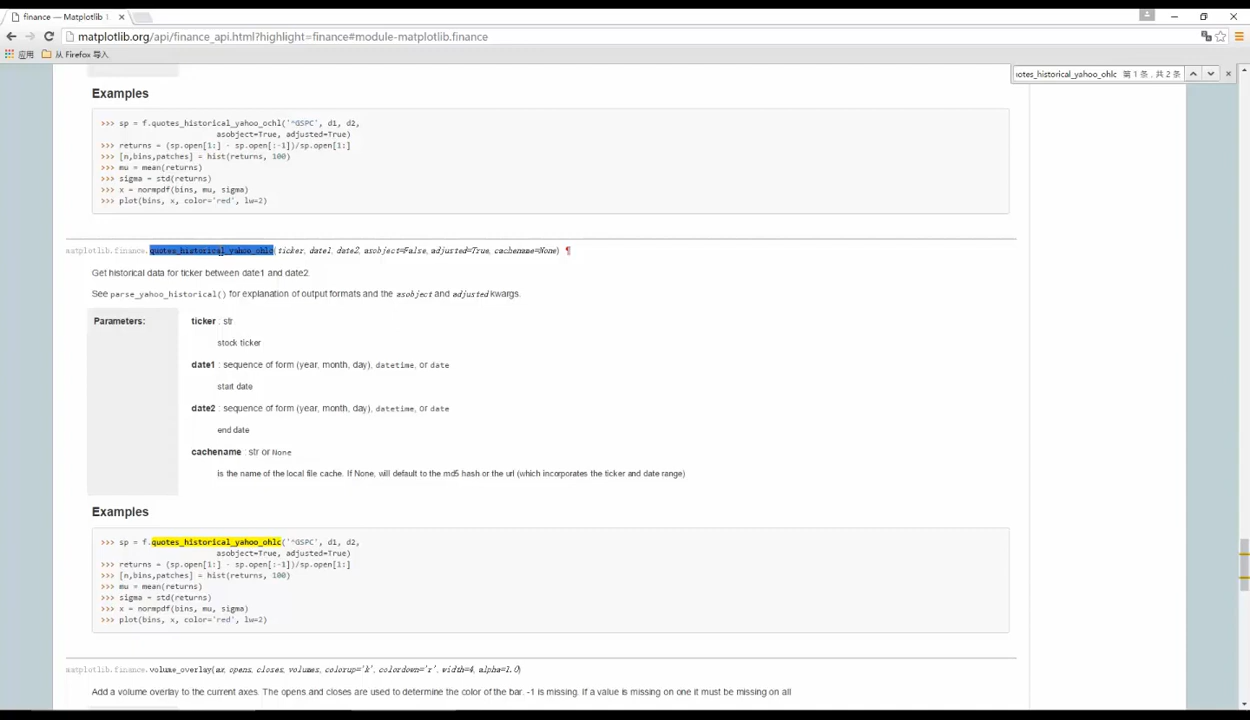 finance — Matplotlib 1
matplotlib.org/api/finance_api.html?highlight=finance#module-matplotlib.finance
应用 从 Firefox 导入
uotes_historical_yahoo_ohlc 第 1 条,共 2 条
Examples
>>> sp = f.quotes_historical_yahoo_ochl('^GSPC', d1, d2,
asobject=True, adjusted=True)
>>> returns = (sp.open[1:] - sp.open[:-1])/sp.open[1:]
>>> [n,bins,patches] = hist(returns, 100)
>>> mu = mean(returns)
>>> sigma = std(returns)
>>> x = normpdf(bins, mu, sigma)
>>> plot(bins, x, color='red', lw=2)
matplotlib.finance.quotes_historical_yahoo_ohlc(ticker, date1, date2, asobject=False, adjusted=True, cachename=None) ¶
Get historical data for ticker between date1 and date2.
See parse_yahoo_historical() for explanation of output formats and the asobject and adjusted kwargs.
Parameters:
ticker : str
stock ticker
date1 : sequence of form (year, month, day), datetime, or date
start date
date2 : sequence of form (year, month, day), datetime, or date
end date
cachename : str or None
is the name of the local file cache. If None, will default to the md5 hash or the url (which incorporates the ticker and date range)
Examples
>>> sp = f.quotes_historical_yahoo_ohlc('^GSPC', d1, d2,
asobject=True, adjusted=True)
>>> returns = (sp.open[1:] - sp.open[:-1])/sp.open[1:]
>>> [n,bins,patches] = hist(returns, 100)
>>> mu = mean(returns)
>>> sigma = std(returns)
>>> x = normpdf(bins, mu, sigma)
>>> plot(bins, x, color='red', lw=2)
matplotlib.finance.volume_overlay(ax, opens, closes, volumes, colorup='k', colordown='r', width=4, alpha=1.0)
Add a volume overlay to the current axes. The opens and closes are used to determine the color of the bar. -1 is missing. If a value is missing on one it must be missing on all